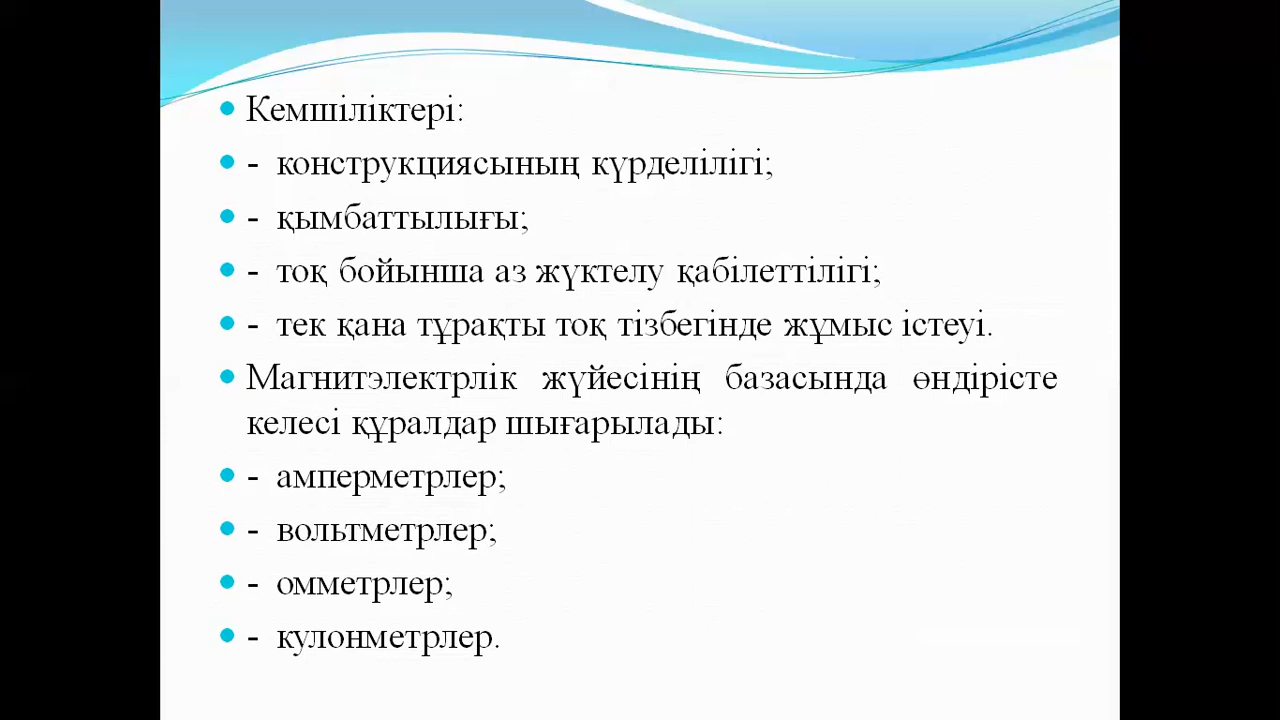 Кемшіліктері:
- конструкциясының күрделілігі;
- қымбаттылығы;
- тоқ бойынша аз жүктелу қабілеттілігі;
- тек қана тұрақты тоқ тізбегінде жұмыс істеуі.
Магнитэлектрлік жүйесінің базасында өндірісте
келесі құралдар шығарылады:
- амперметрлер;
- вольтметрлер;
- омметрлер;
- кулонметрлер.